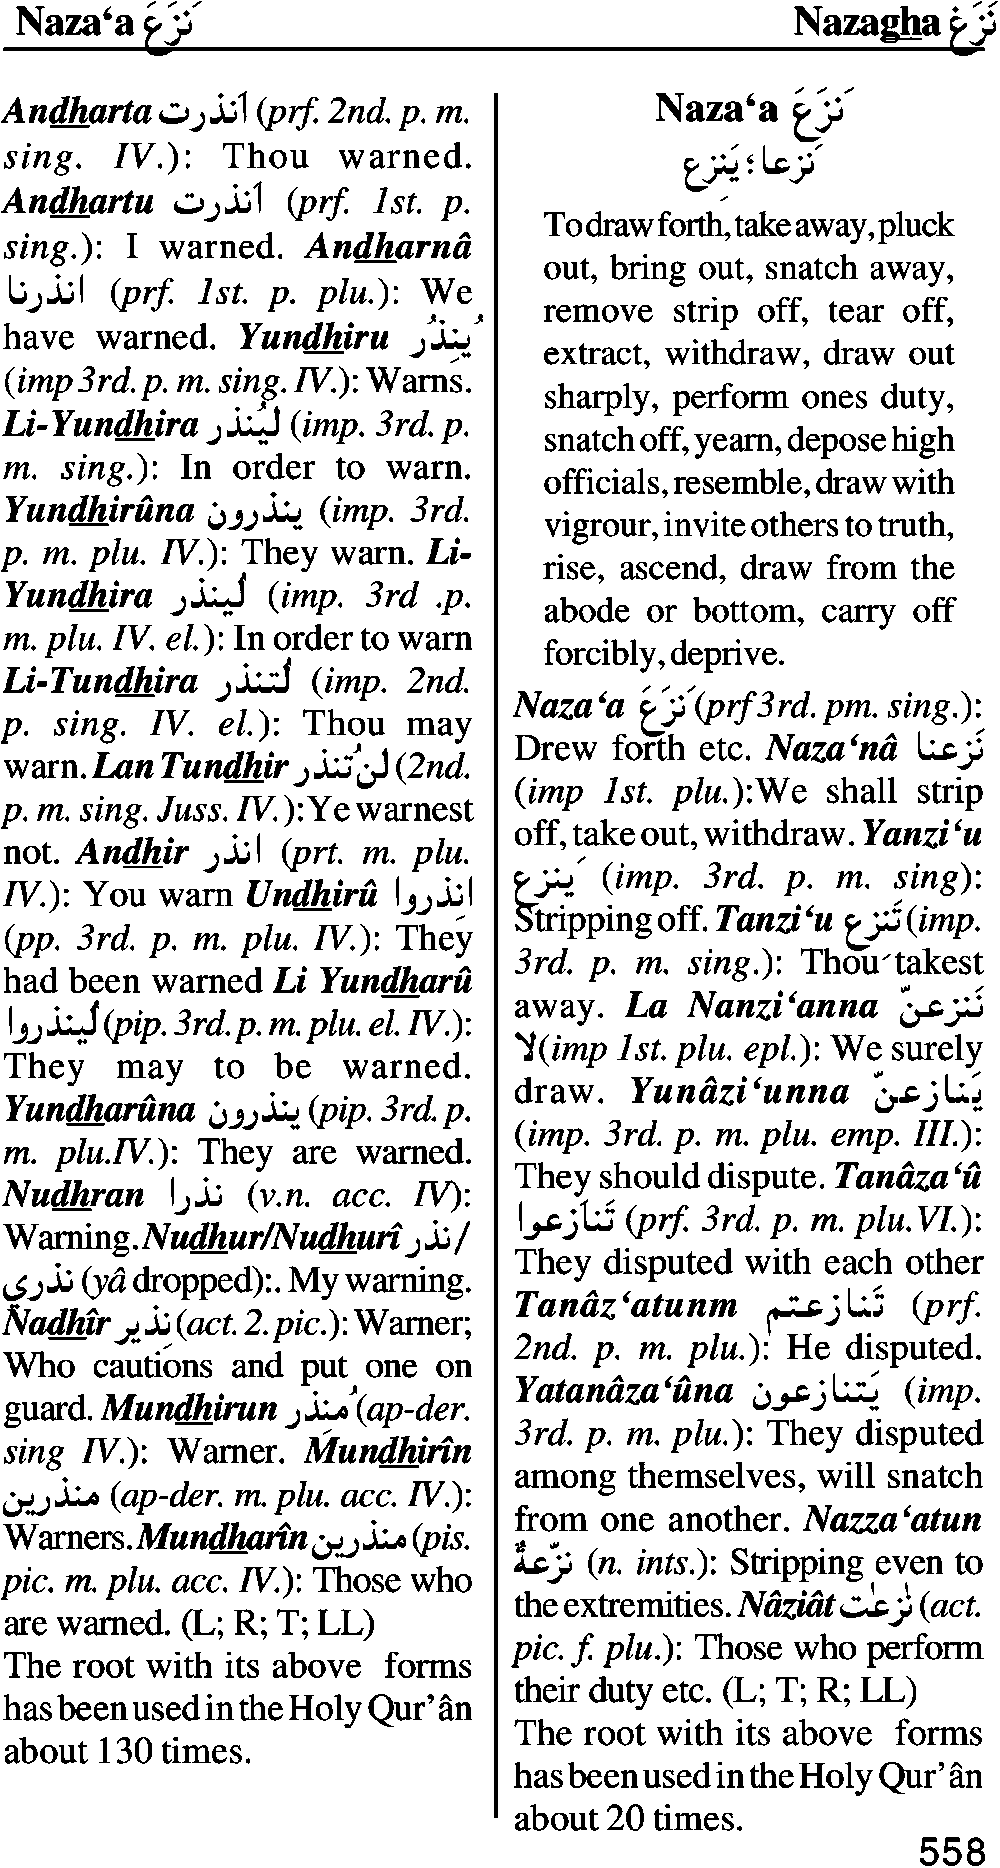 Naza‘a نَزَعَ
Nazagha نَزَغَ
Andharta أنذرت (prf. 2nd. p. m.
sing. IV.): Thou warned.
Andhartu أنذرت (prf. 1st. p.
sing.): I warned. Andharnâ
انذرنا (prf. 1st. p. plu.): We
have warned. Yundhiru يُنذِرُ
(imp 3rd. p. m. sing. IV.): Warns.
Li-Yundhira ليُنذر (imp. 3rd. p.
m. sing.): In order to warn.
Yundhirûna ينذرون (imp. 3rd.
p. m. plu. IV.): They warn. Li-
Yundhira لُينذر (imp. 3rd .p.
m. plu. IV. el.): In order to warn
Li-Tundhira لُتنذر (imp. 2nd.
p. sing. IV. el.): Thou may
warn. Lan Tundhir لن تُنذر (2nd.
p. m. sing. Juss. IV.): Ye warnest
not. Andhir انذر (prt. m. plu.
IV.): You warn Undhirû انذِروا
(pp. 3rd. p. m. plu. IV.): They
had been warned Li Yundharû
لُينذروا (pip. 3rd. p. m. plu. el. IV.):
They may to be warned.
Yundharûna ينذرون (pip. 3rd. p.
m. plu.IV.): They are warned.
Nudhran نذرا (v.n. acc. IV):
Warning. Nudhur/Nudhurî نذر/
نذري (yâ dropped):. My warning.
Nadhîr نذِير (act. 2. pic.): Warner;
Who cautions and put one on
guard. Mundhirun مُنذِر (ap-der.
sing IV.): Warner. Mundhirîn
منذرين (ap-der. m. plu. acc. IV.):
Warners. Mundharîn منذرين (pis.
pic. m. plu. acc. IV.): Those who
are warned. (L; R; T; LL)
The root with its above forms
has been used in the Holy Qur’ân
about 130 times.
Naza‘a نَزَعَ
نَزعا؛ يَنزِع
To draw forth, take away, pluck
out, bring out, snatch away,
remove strip off, tear off,
extract, withdraw, draw out
sharply, perform ones duty,
snatch off, yearn, depose high
officials, resemble, draw with
vigrour, invite others to truth,
rise, ascend, draw from the
abode or bottom, carry off
forcibly, deprive.
Naza‘a نَزَعَ (prf 3rd. pm. sing.):
Drew forth etc. Naza‘nâ نَزعنا
(imp 1st. plu.):We shall strip
off, take out, withdraw. Yanzi‘u
يَنزع (imp. 3rd. p. m. sing):
Stripping off. Tanzi‘u تَنزع (imp.
3rd. p. m. sing.): Thou takest
away. La Nanzi‘anna نَنزعنّ
لا (imp 1st. plu. epl.): We surely
draw. Yunâzi‘unna يَنازعنّ
(imp. 3rd. p. m. plu. emp. III.):
They should dispute. Tanâza‘û
تَنَازعوا (prf. 3rd. p. m. plu. VI.):
They disputed with each other
Tanâz‘atunm تَنازعتم (prf.
2nd. p. m. plu.): He disputed.
Yatanâza‘ûna يَتنازعون (imp.
3rd. p. m. plu.): They disputed
among themselves, will snatch
from one another. Nazza‘atun
نزّعةٌ (n. ints.): Stripping even to
the extremities. Nâziât نٰزعٰت (act.
pic. f. plu.): Those who perform
their duty etc. (L; T; R; LL)
The root with its above forms
has been used in the Holy Qur’ân
about 20 times.
558